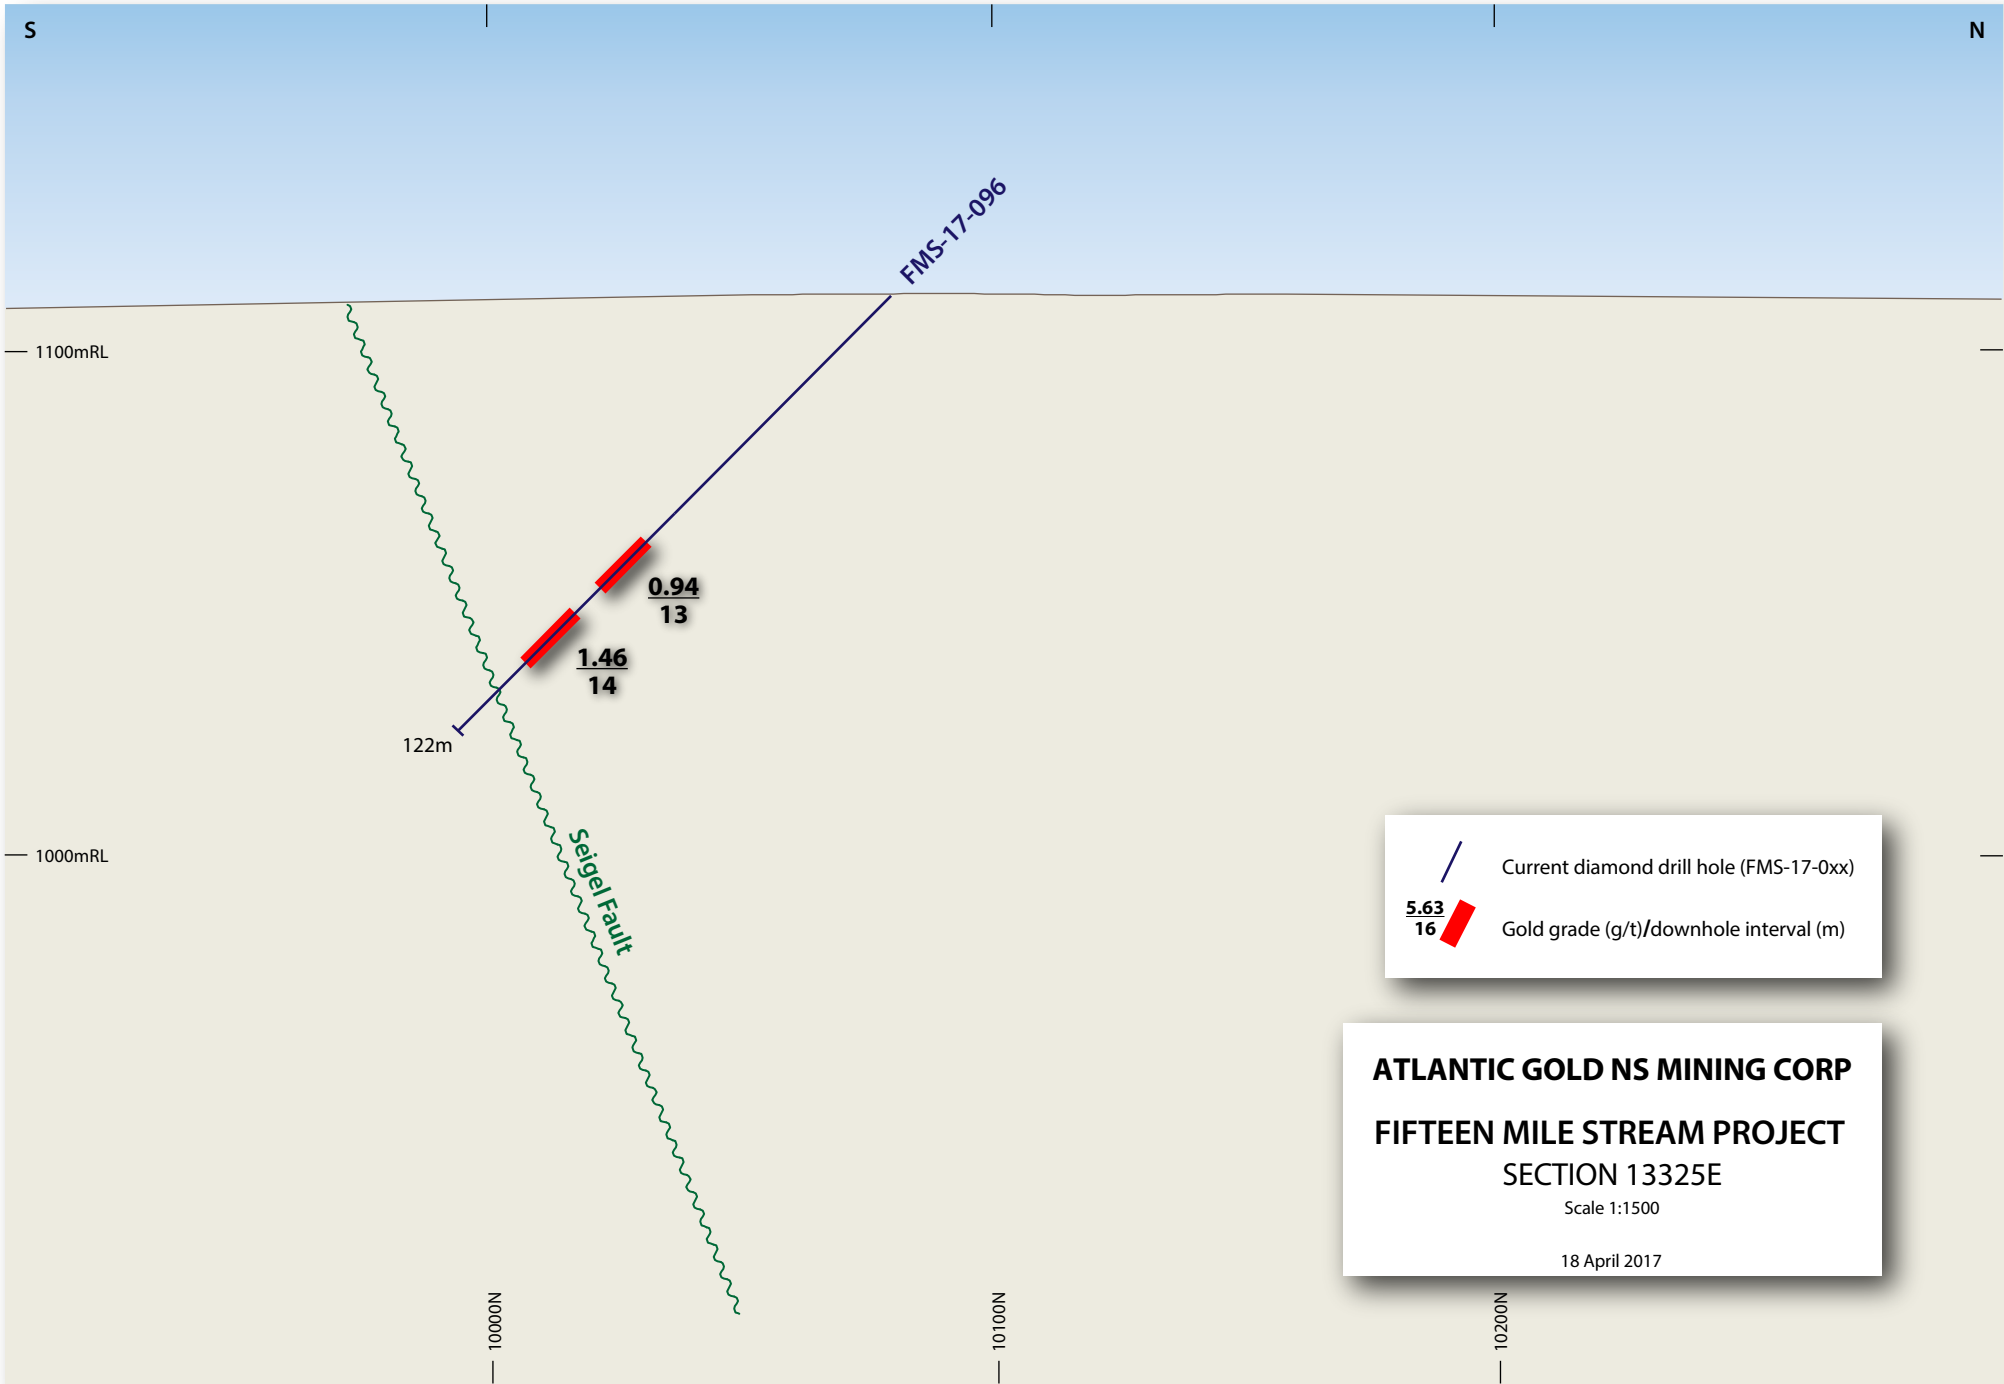 S
N
FMS-17-096
1100mRL
0.94
13
1.46
14
122m
Seigel Fault
1000mRL
Current diamond drill hole (FMS-17-0xx)
5.63
16
Gold grade (g/t)/downhole interval (m)
ATLANTIC GOLD NS MINING CORP
FIFTEEN MILE STREAM PROJECT
SECTION 13325E
Scale 1:1500
18 April 2017
10000N
10100N
10200N